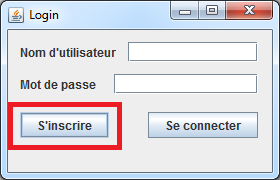 Login
Nom d'utilisateur
Mot de passe
S'inscrire Se connecter